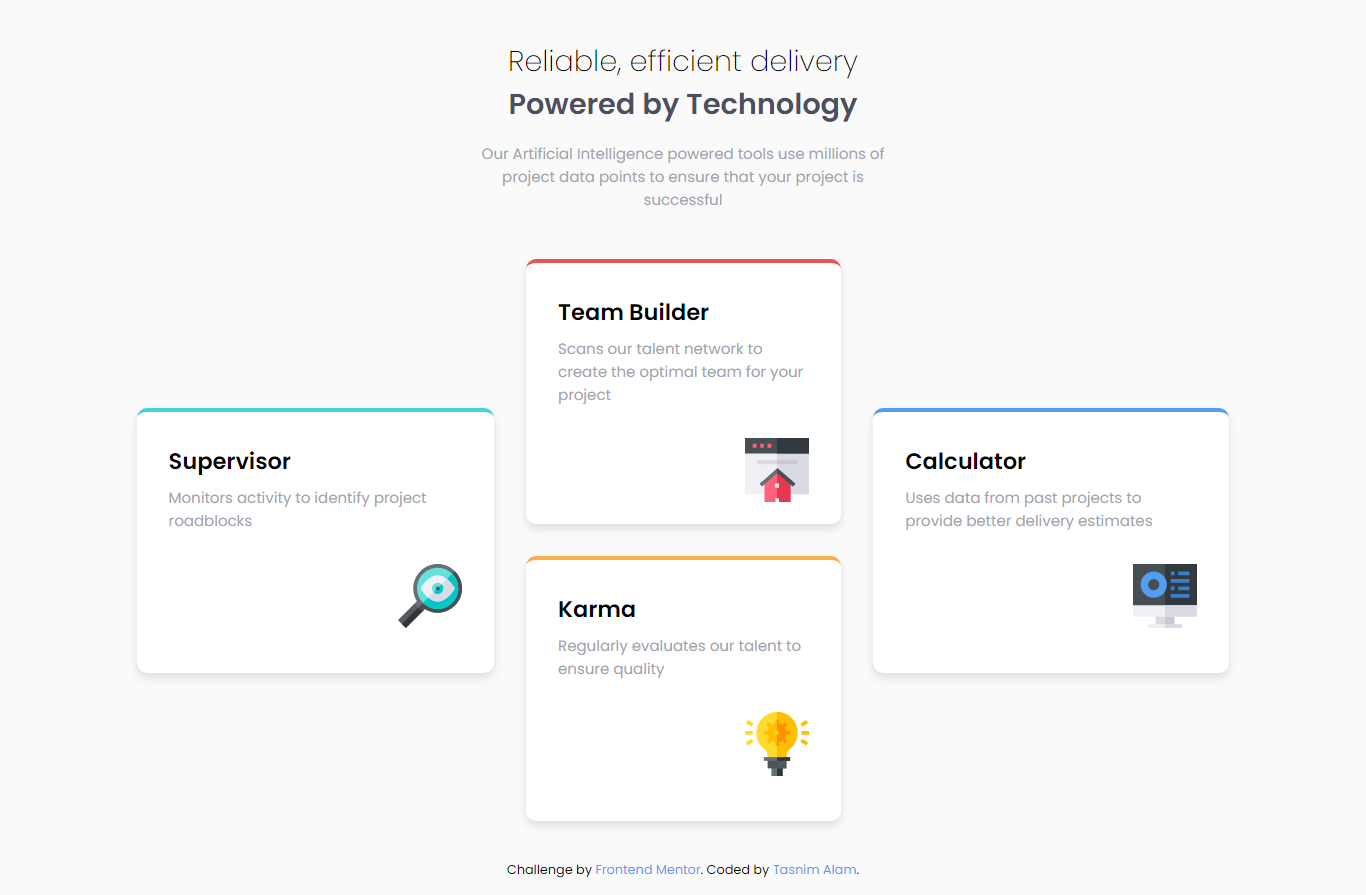 Reliable, efficient delivery
Powered by Technology
Our Artificial Intelligence powered tools use millions of
project data points to ensure that your project is
successful
Team Builder
Scans our talent network to
create the optimal team for your
project
Supervisor
Monitors activity to identify project
roadblocks
Calculator
Uses data from past projects to
provide better delivery estimates
Karma
Regularly evaluates our talent to
ensure quality
Challenge by Frontend Mentor. Coded by Tasnim Alam.